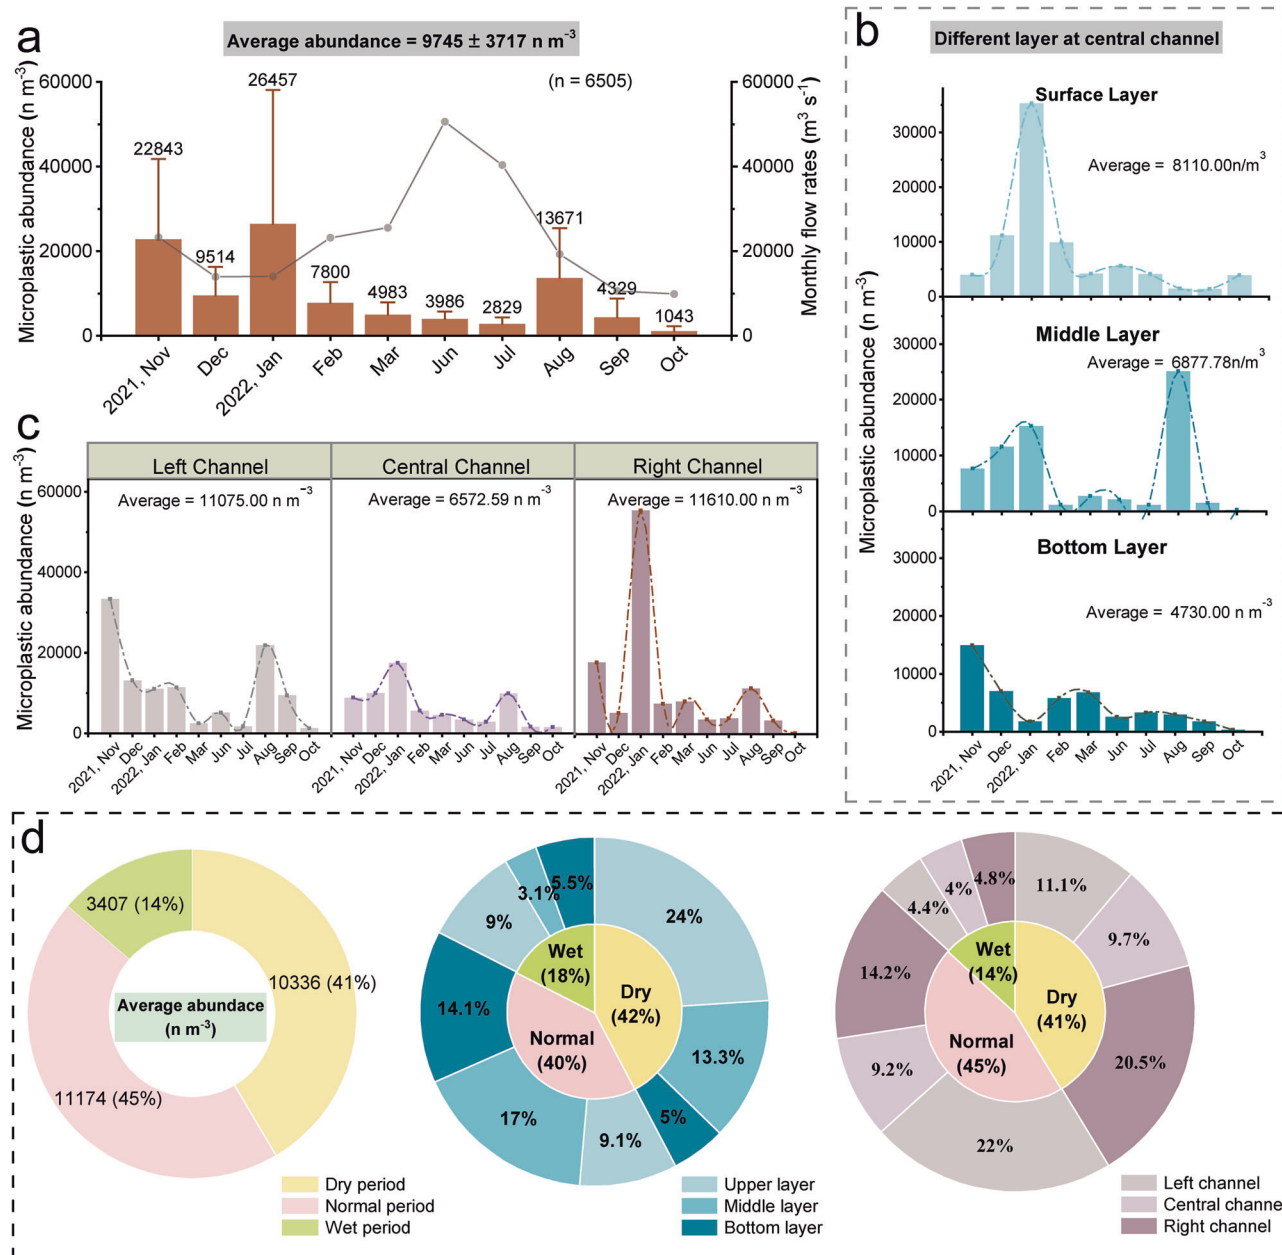 a
Average abundance = 9745 ± 3717 n m⁻³
(n = 6505)
Microplastic abundance (n m⁻³)
60000
40000
20000
0
22843
9514
26457
7800
4983
3986
2829
13671
4329
1043
60000
40000
20000
0
Monthly flow rates (m³ s⁻¹)
2021, Nov
Dec
2022, Jan
Feb
Mar
Jun
Jul
Aug
Sep
Oct
b
Different layer at central channel
Microplastic abundance (n m⁻³)
Surface Layer
Average = 8110.00n/m³
30000
20000
10000
0
Middle Layer
Average = 6877.78n/m³
30000
20000
10000
0
Bottom Layer
Average = 4730.00 n m⁻³
30000
20000
10000
0
2021, Nov
Dec
2022, Jan
Feb
Mar
Jun
Jul
Aug
Sep
Oct
c
Microplastic abundance (n m⁻³)
60000
40000
20000
0
Left Channel
Average = 11075.00 n m⁻³
2021, Nov
Dec
2022, Jan
Feb
Mar
Jun
Jul
Aug
Sep
Oct
Central Channel
Average = 6572.59 n m⁻³
2021, Nov
Dec
2022, Jan
Feb
Mar
Jun
Jul
Aug
Sep
Oct
Right Channel
Average = 11610.00 n m⁻³
2021, Nov
Dec
2022, Jan
Feb
Mar
Jun
Jul
Aug
Sep
Oct
d
3407 (14%)
10336 (41%)
11174 (45%)
Average abundace
(n m⁻³)
Dry period
Normal period
Wet period
24%
13.3%
5%
9.1%
17%
14.1%
9%
3.1%
5.5%
Wet
(18%)
Dry
(42%)
Normal
(40%)
Upper layer
Middle layer
Bottom layer
11.1%
9.7%
20.5%
22%
9.2%
14.2%
4.4%
4%
4.8%
Wet
(14%)
Dry
(41%)
Normal
(45%)
Left channel
Central channe
Right channel